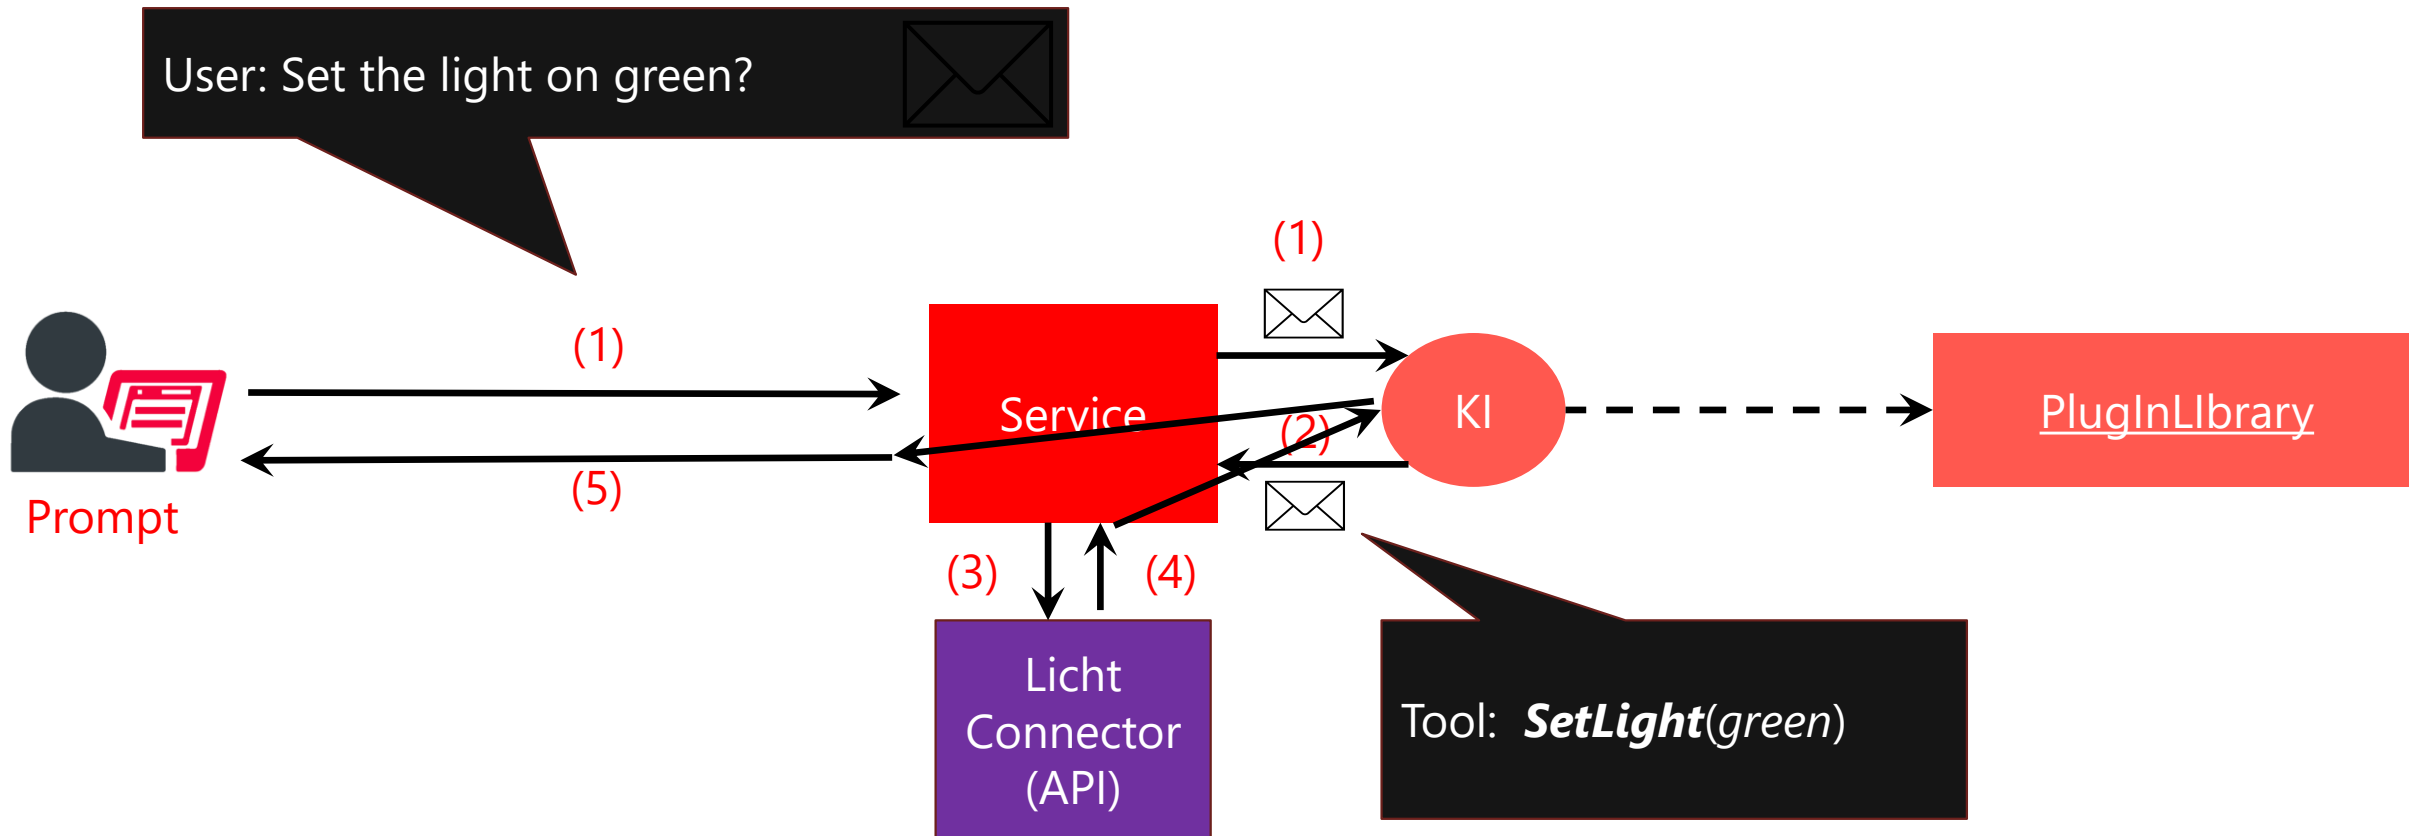 User: Set the light on green?
(1)
(1)
Service
KI
PlugInLIbrary
(2)
(5)
Prompt
(3)
(4)
Licht
Connector
(API)
Tool: SetLight(green)